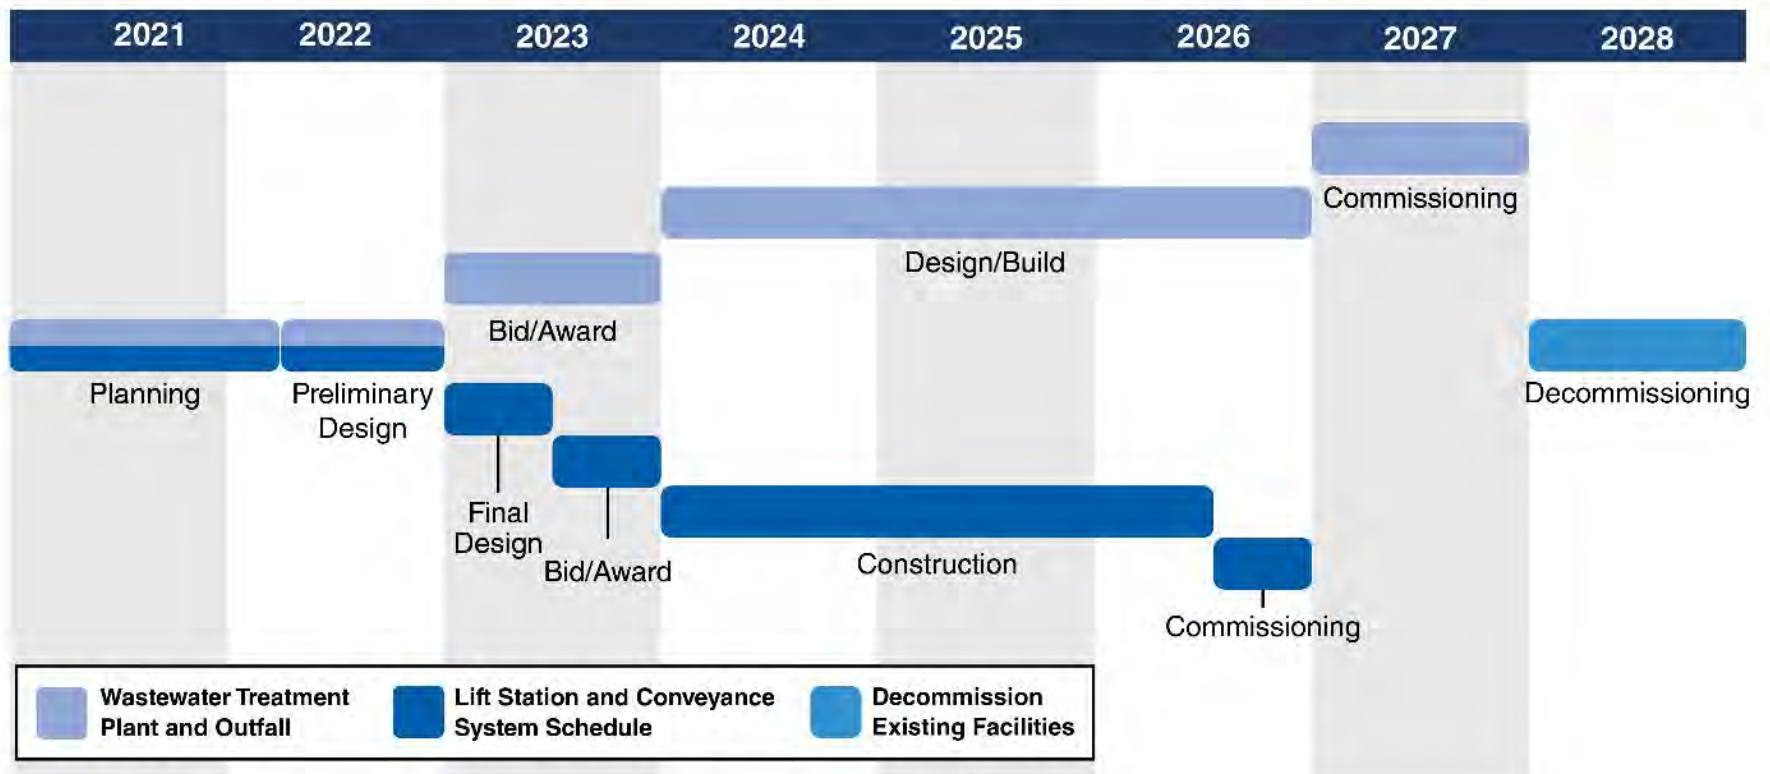 2021 2022 2023 2024 2025 2026 2027 2028
Commissioning
Design/Build
Bid/Award
Planning
Preliminary
Design
Decommissioning
Final
Design
Bid/Award
Construction
Commissioning
Wastewater Treatment
Plant and Outfall
Lift Station and Conveyance
System Schedule
Decommission
Existing Facilities